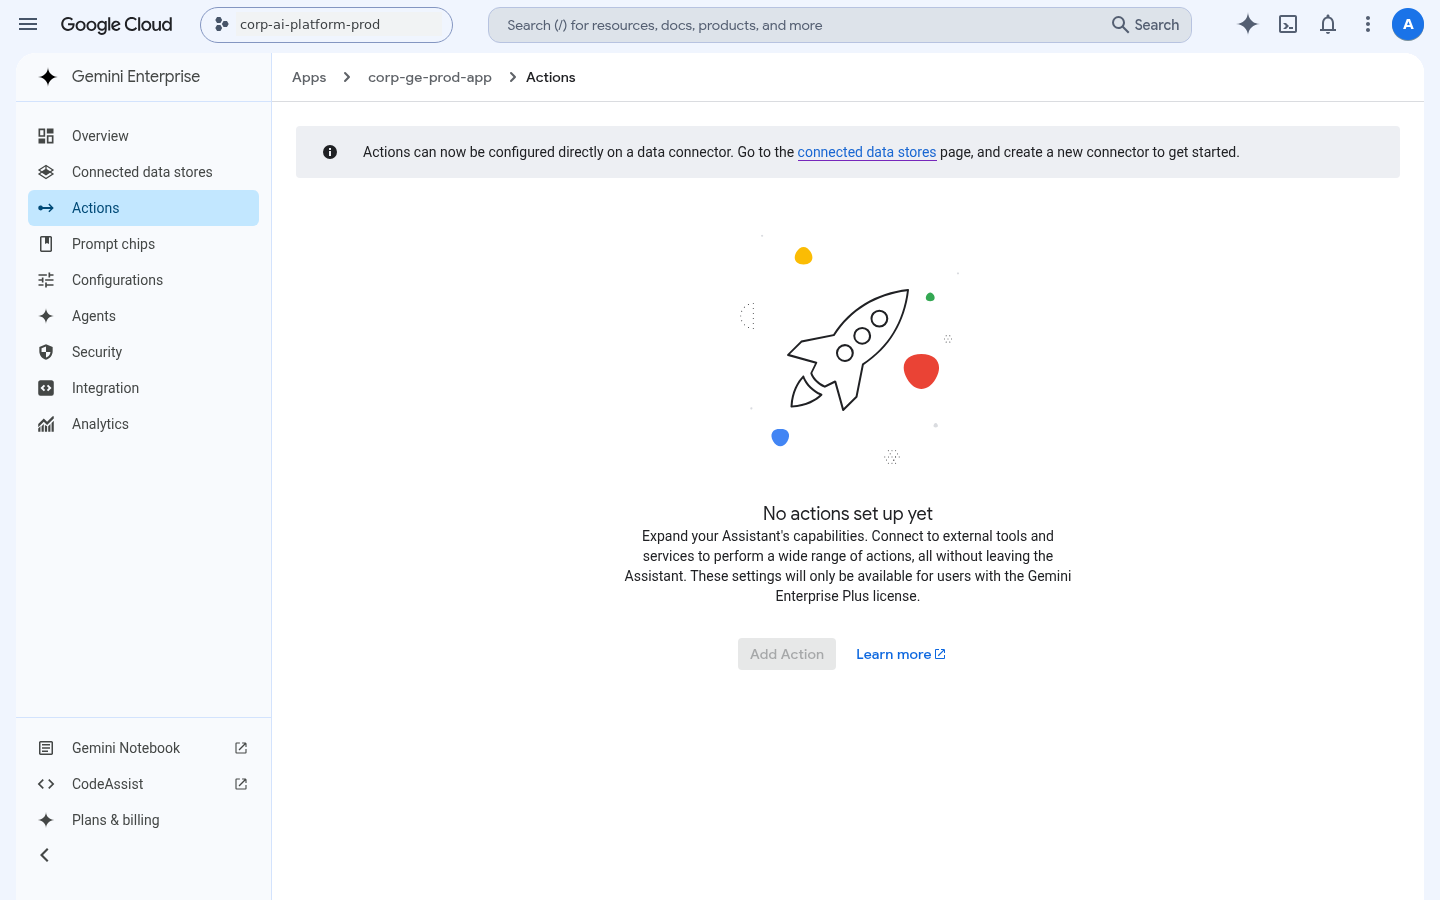 Google Cloud
corp-ai-platform-prod
Search (/) for resources, docs, products, and more
Search
A
Gemini Enterprise
Apps
corp-ge-prod-app
Actions
Overview
Connected data stores
Actions
Prompt chips
Configurations
Agents
Security
Integration
Analytics
Actions can now be configured directly on a data connector. Go to the connected data stores page, and create a new connector to get started.
No actions set up yet
Expand your Assistant's capabilities. Connect to external tools and
services to perform a wide range of actions, all without leaving the
Assistant. These settings will only be available for users with the Gemini
Enterprise Plus license.
Add Action
Learn more
Gemini Notebook
CodeAssist
Plans & billing